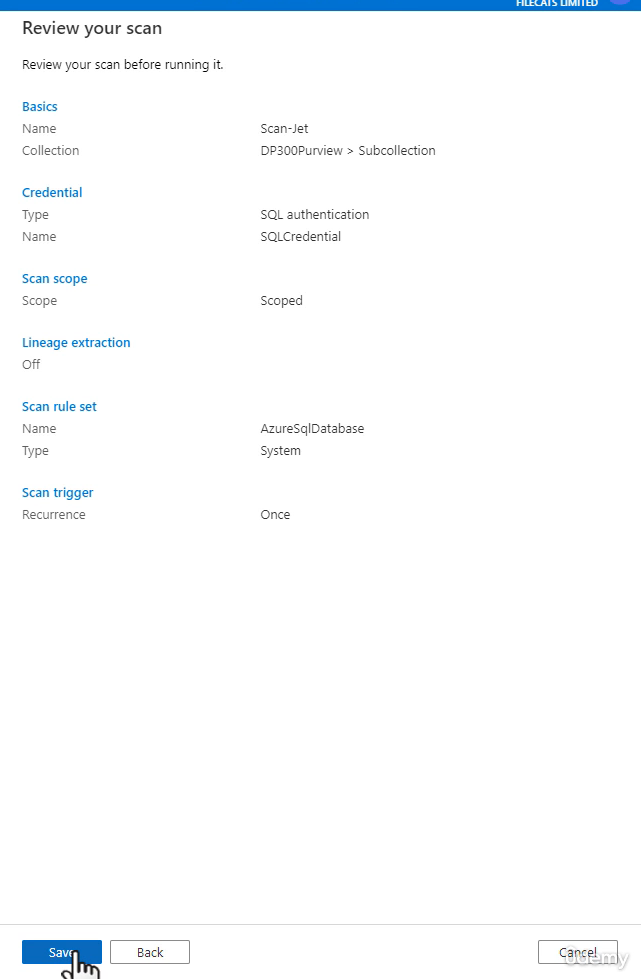 FILECATS LIMITED
Review your scan
Review your scan before running it.
Basics
Name Scan-Jet
Collection DP300Purview > Subcollection
Credential
Type SQL authentication
Name SQLCredential
Scan scope
Scope Scoped
Lineage extraction
Off
Scan rule set
Name AzureSqlDatabase
Type System
Scan trigger
Recurrence Once
Save Back Cancel
udemy